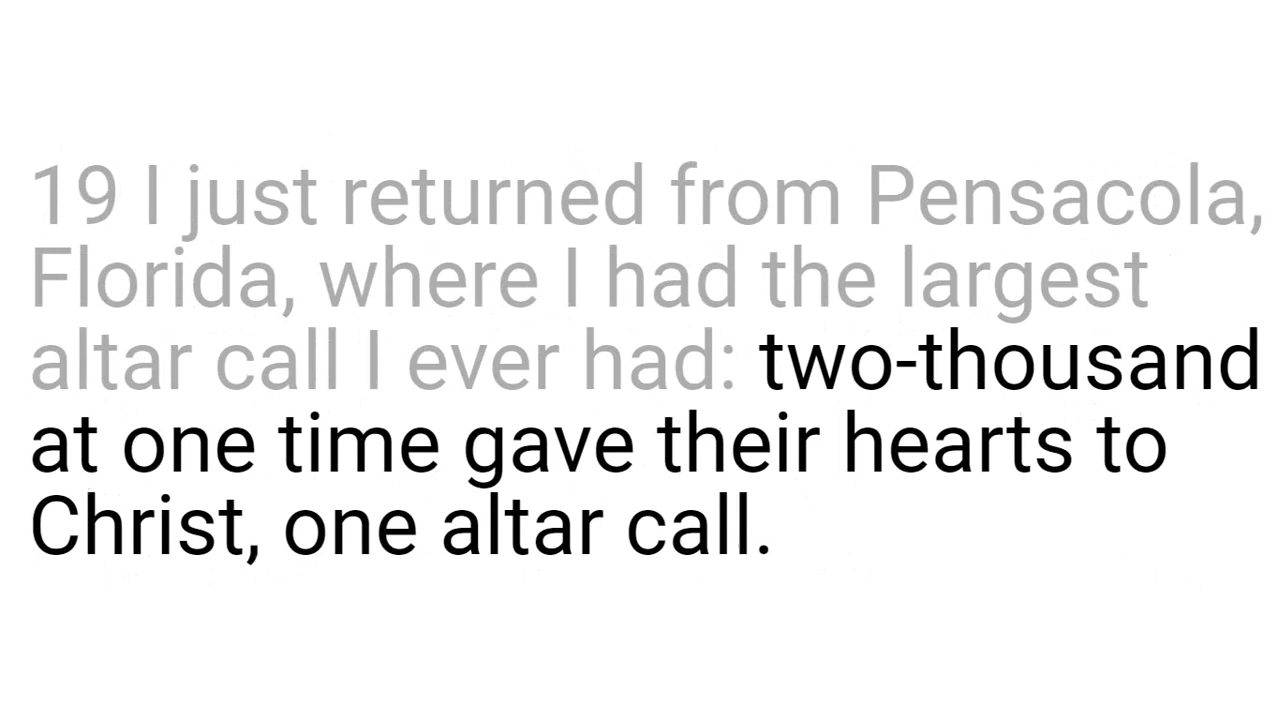 19 I just returned from Pensacola,
Florida, where I had the largest
altar call I ever had: two-thousand
at one time gave their hearts to
Christ, one altar call.